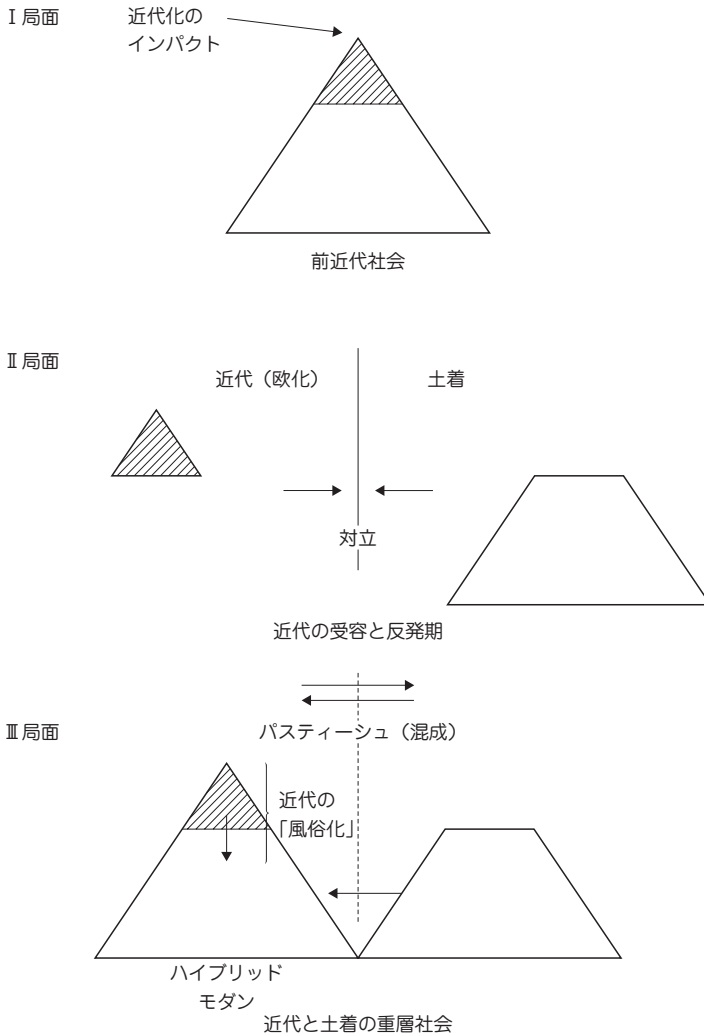 Ⅰ局面
近代化の
インパクト
前近代社会
Ⅱ局面
近代（欧化）
土着
対立
近代の受容と反発期
Ⅲ局面
パスティーシュ（混成）
近代の
「風俗化」
ハイブリッド
モダン
近代と土着の重層社会